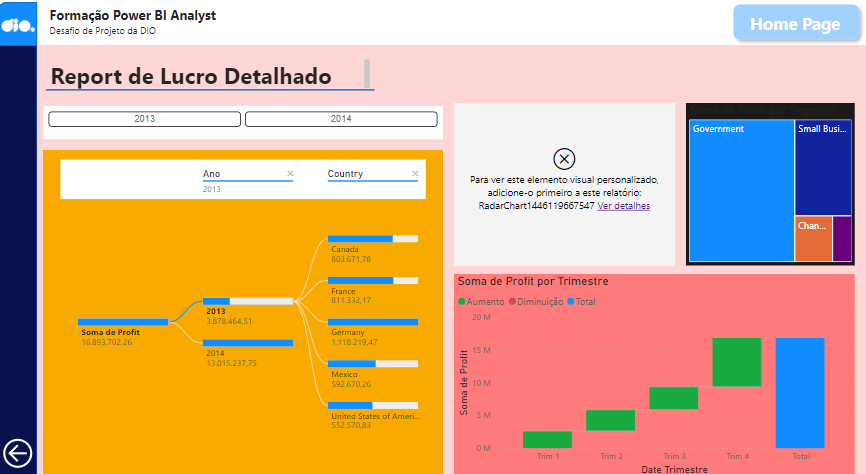 dio.
Formação Power BI Analyst
Desafio de Projeto da DIO
Home Page
Report de Lucro Detalhado
2013
2014
Ano
2013
Country
Soma de Profit
16.893.702,26
2013
3.878.464,51
2014
13.015.237,75
Canada
803.671,78
France
811.332,17
Germany
1.118.219,47
Mexico
592.670,26
United States of Ameri...
552.570,83
Para ver este elemento visual personalizado,
adicione-o primeiro a este relatório:
RadarChart1446119667547 Ver detalhes
Soma de Profit por Segment
Government
Small Busi...
Chan...
Soma de Profit por Trimestre
Aumento Diminuição Total
20 M
15 M
10 M
5 M
0 M
Soma de Profit
Trim 1
Trim 2
Trim 3
Trim 4
Total
Date Trimestre